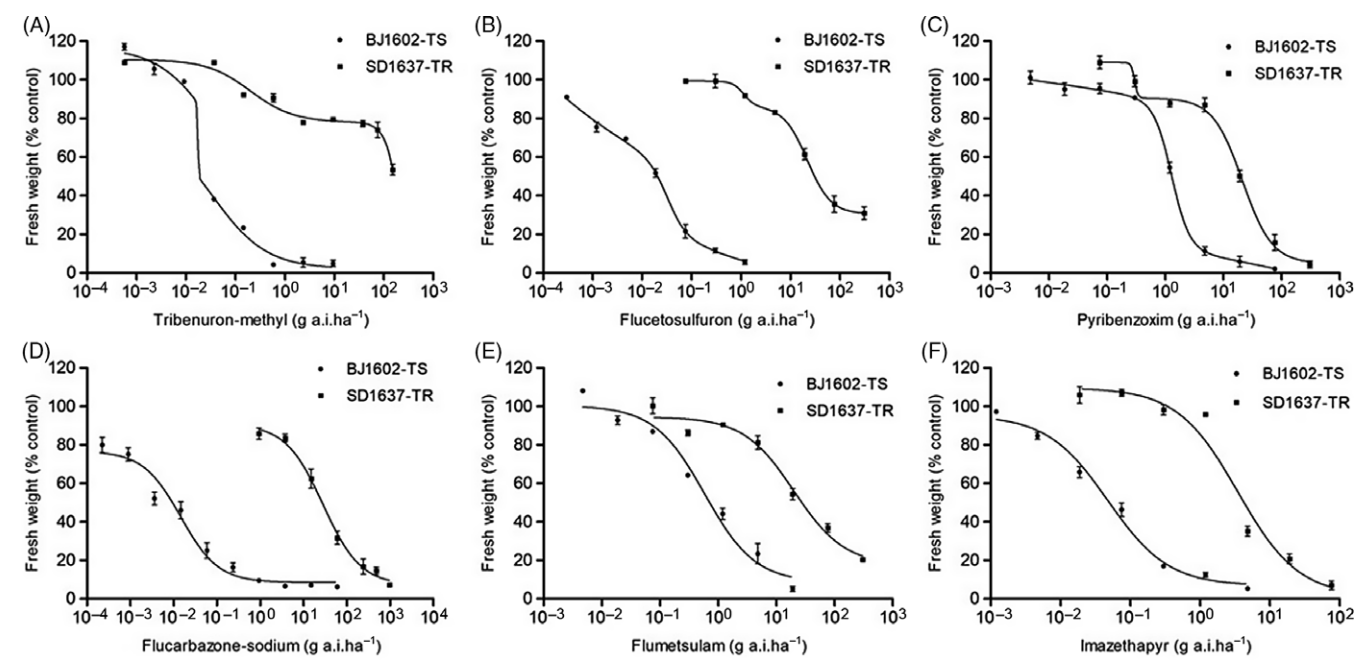 (A)
BJ1602-TS
SD1637-TR
Fresh weight (% control)
120
100
80
60
40
20
0
10⁻⁴ 10⁻³ 10⁻² 10⁻¹ 10⁰ 10¹ 10² 10³
Tribenuron-methyl (g a.i.ha⁻¹)
(B)
BJ1602-TS
SD1637-TR
Fresh weight (% control)
120
100
80
60
40
20
0
10⁻⁴ 10⁻³ 10⁻² 10⁻¹ 10⁰ 10¹ 10² 10³
Flucetosulfuron (g a.i.ha⁻¹)
(C)
BJ1602-TS
SD1637-TR
Fresh weight (% control)
120
100
80
60
40
20
0
10⁻³ 10⁻² 10⁻¹ 10⁰ 10¹ 10² 10³
Pyribenzoxim (g a.i.ha⁻¹)
(D)
BJ1602-TS
SD1637-TR
Fresh weight (% control)
120
100
80
60
40
20
0
10⁻⁴ 10⁻³ 10⁻² 10⁻¹ 10⁰ 10¹ 10² 10³ 10⁴
Flucarbazone-sodium (g a.i.ha⁻¹)
(E)
BJ1602-TS
SD1637-TR
Fresh weight (% control)
120
100
80
60
40
20
0
10⁻³ 10⁻² 10⁻¹ 10⁰ 10¹ 10² 10³
Flumetsulam (g a.i.ha⁻¹)
(F)
BJ1602-TS
SD1637-TR
Fresh weight (% control)
120
100
80
60
40
20
0
10⁻³ 10⁻² 10⁻¹ 10⁰ 10¹ 10²
Imazethapyr (g a.i.ha⁻¹)